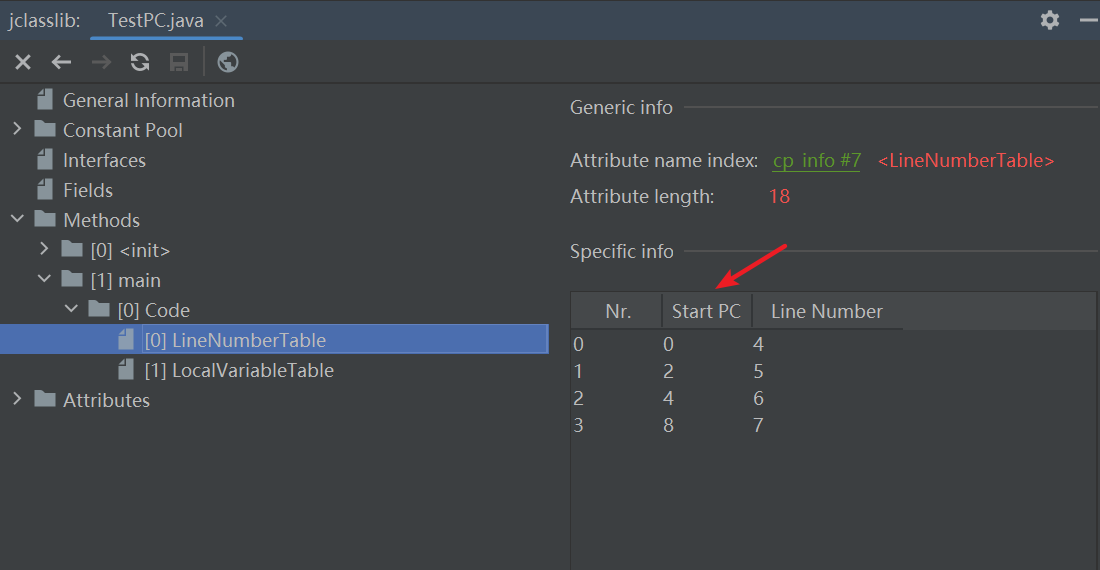 jclasslib: TestPC.java
General Information
Constant Pool
Interfaces
Fields
Methods
[0] <init>
[1] main
[0] Code
[0] LineNumberTable
[1] LocalVariableTable
Attributes
Generic info
Attribute name index: cp_info #7 <LineNumberTable>
Attribute length: 18
Specific info
Nr. Start PC Line Number
0 0 4
1 2 5
2 4 6
3 8 7